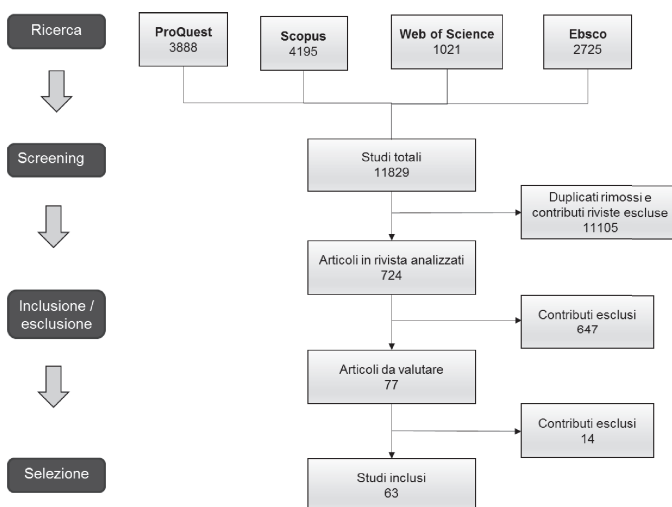 Ricerca
ProQuest
3888
Scopus
4195
Web of Science
1021
Ebsco
2725
Screening
Studi totali
11829
Duplicati rimossi e
contributi riviste escluse
11105
Articoli in rivista analizzati
724
Inclusione /
esclusione
Contributi esclusi
647
Articoli da valutare
77
Contributi esclusi
14
Selezione
Studi inclusi
63